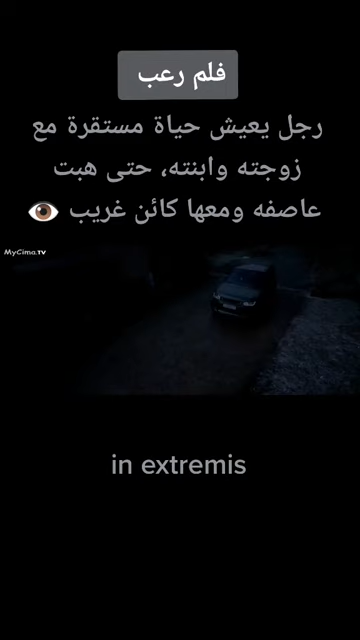 فلم رعب
رجل يعيش حياة مستقرة مع
زوجته وابنته، حتى هبت
عاصفه ومعها كائن غريب 👁️
MyCima.TV
in extremis